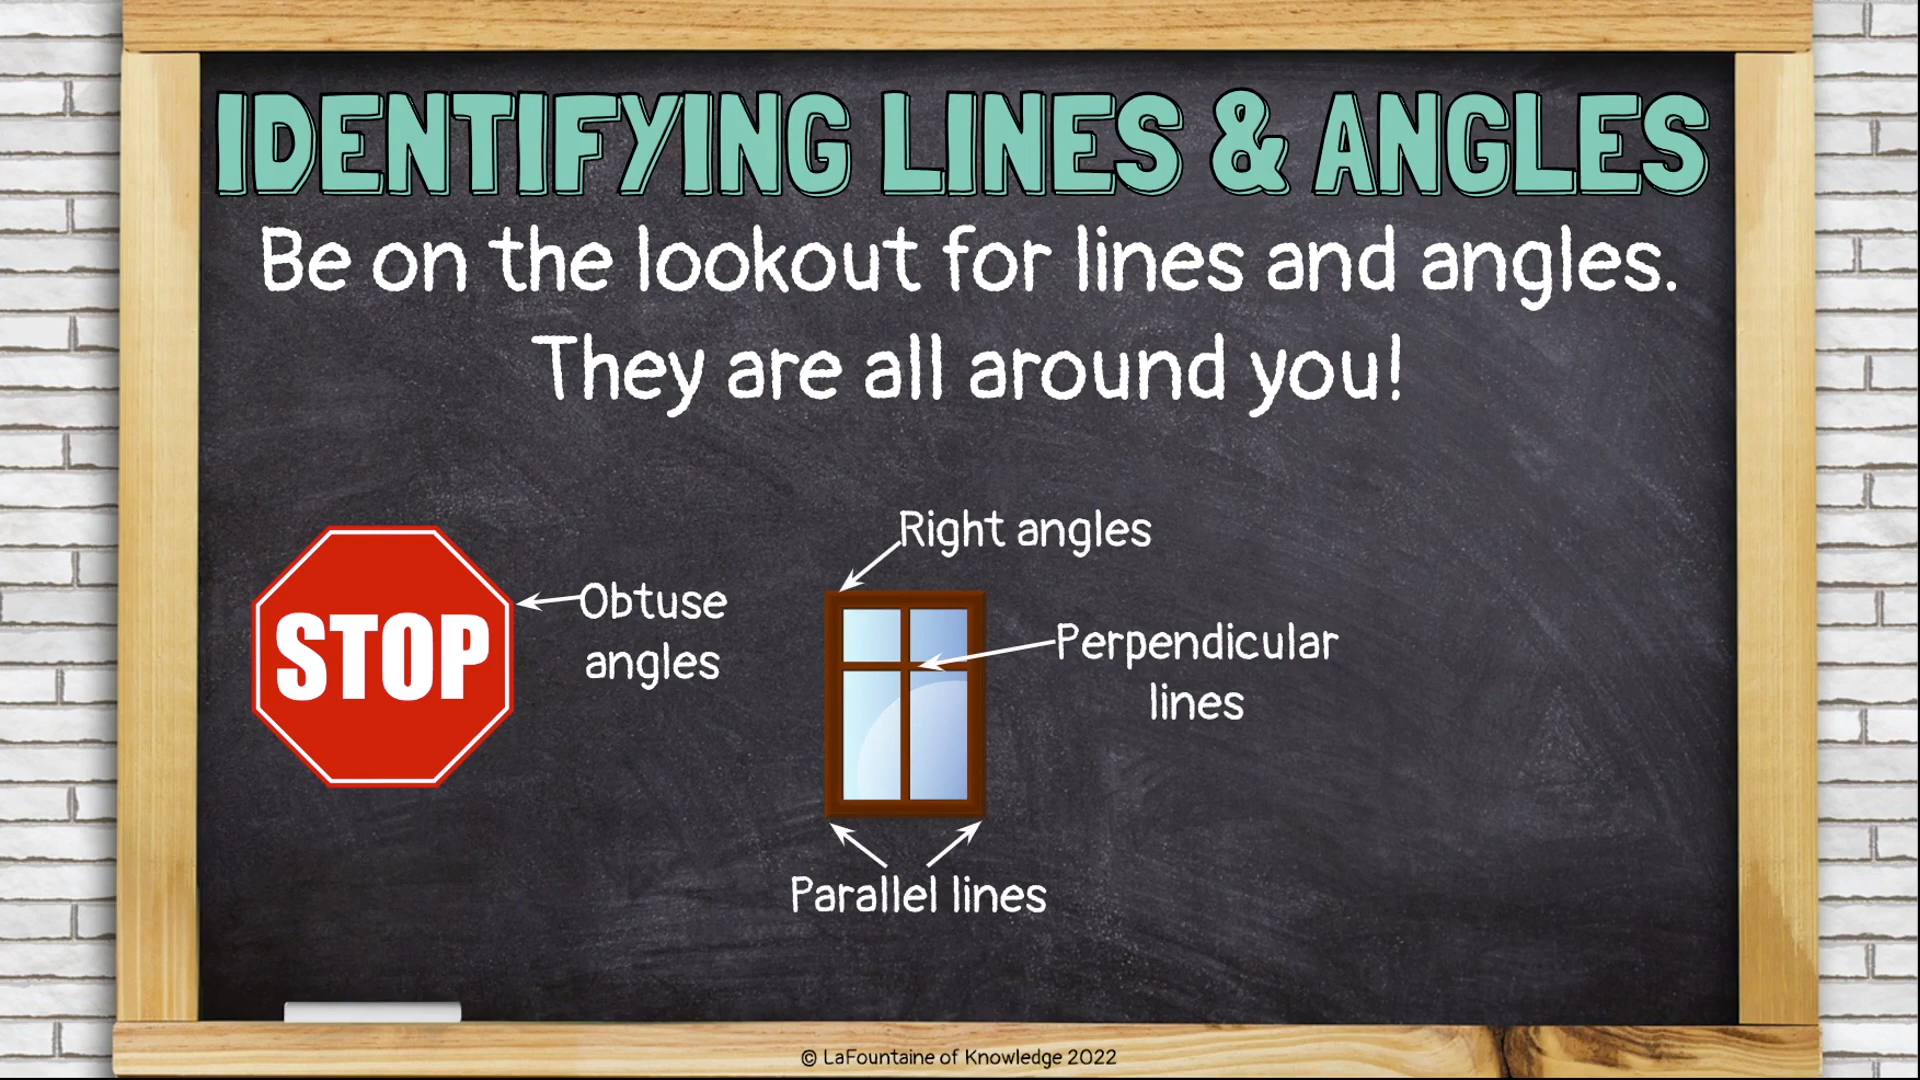 IDENTIFYING LINES & ANGLES
Be on the lookout for lines and angles.
They are all around you!
STOP
Obtuse
angles
Right angles
Perpendicular
lines
Parallel lines
© LaFountaine of Knowledge 2022